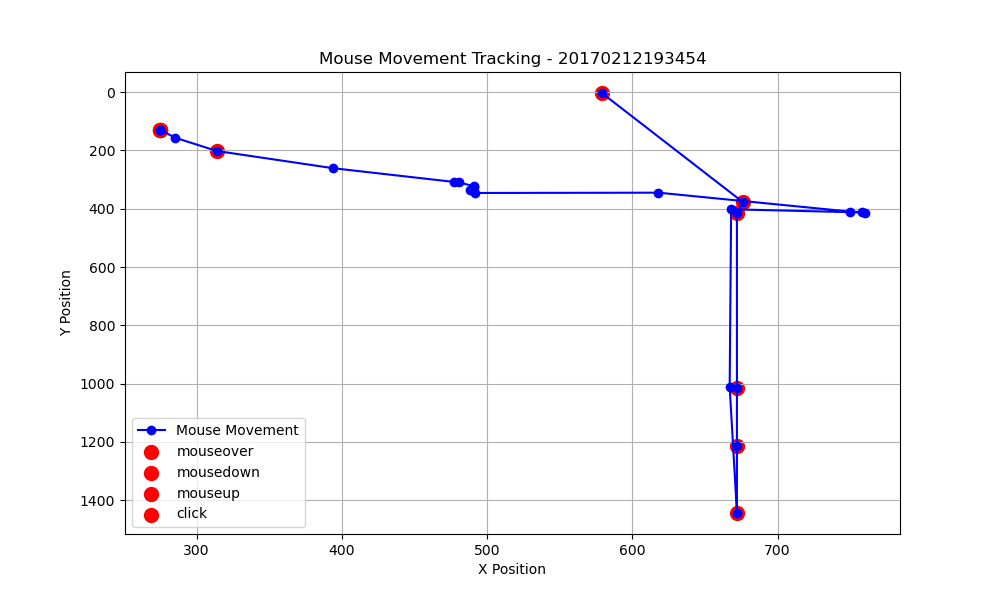 Mouse Movement Tracking - 20170212193454
0
200
400
600
800
1000
1200
1400
Y Position
Mouse Movement
mouseover
mousedown
mouseup
click
300 400 500 600 700
X Position